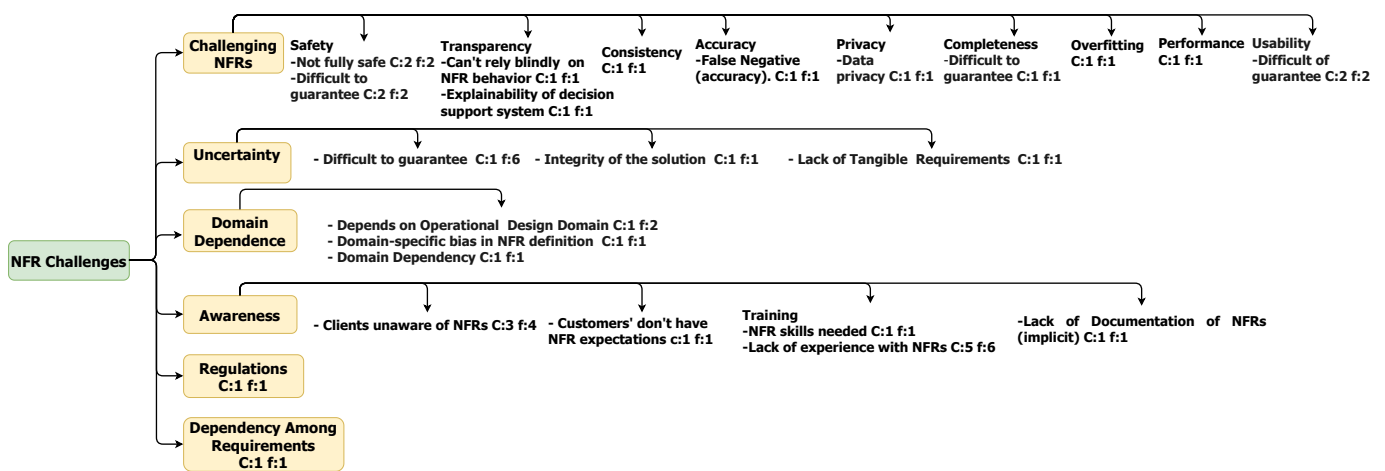 NFR Challenges
Challenging
NFRs
Safety
-Not fully safe C:2 f:2
-Difficult to
guarantee C:2 f:2
Transparency
-Can't rely blindly on
NFR behavior C:1 f:1
-Explainability of decision
support system C:1 f:1
Consistency
C:1 f:1
Accuracy
-False Negative
(accuracy). C:1 f:1
Privacy
-Data
privacy C:1 f:1
Completeness
-Difficult to
guarantee C:1 f:1
Overfitting
C:1 f:1
Performance
C:1 f:1
Usability
-Difficult of
guarantee C:2 f:2
Uncertainty
- Difficult to guarantee C:1 f:6
- Integrity of the solution C:1 f:1
- Lack of Tangible Requirements C:1 f:1
Domain
Dependence
- Depends on Operational Design Domain C:1 f:2
- Domain-specific bias in NFR definition C:1 f:1
- Domain Dependency C:1 f:1
Awareness
- Clients unaware of NFRs C:3 f:4
- Customers' don't have
NFR expectations c:1 f:1
Training
-NFR skills needed C:1 f:1
-Lack of experience with NFRs C:5 f:6
-Lack of Documentation of NFRs
(implicit) C:1 f:1
Regulations
C:1 f:1
Dependency Among
Requirements
C:1 f:1